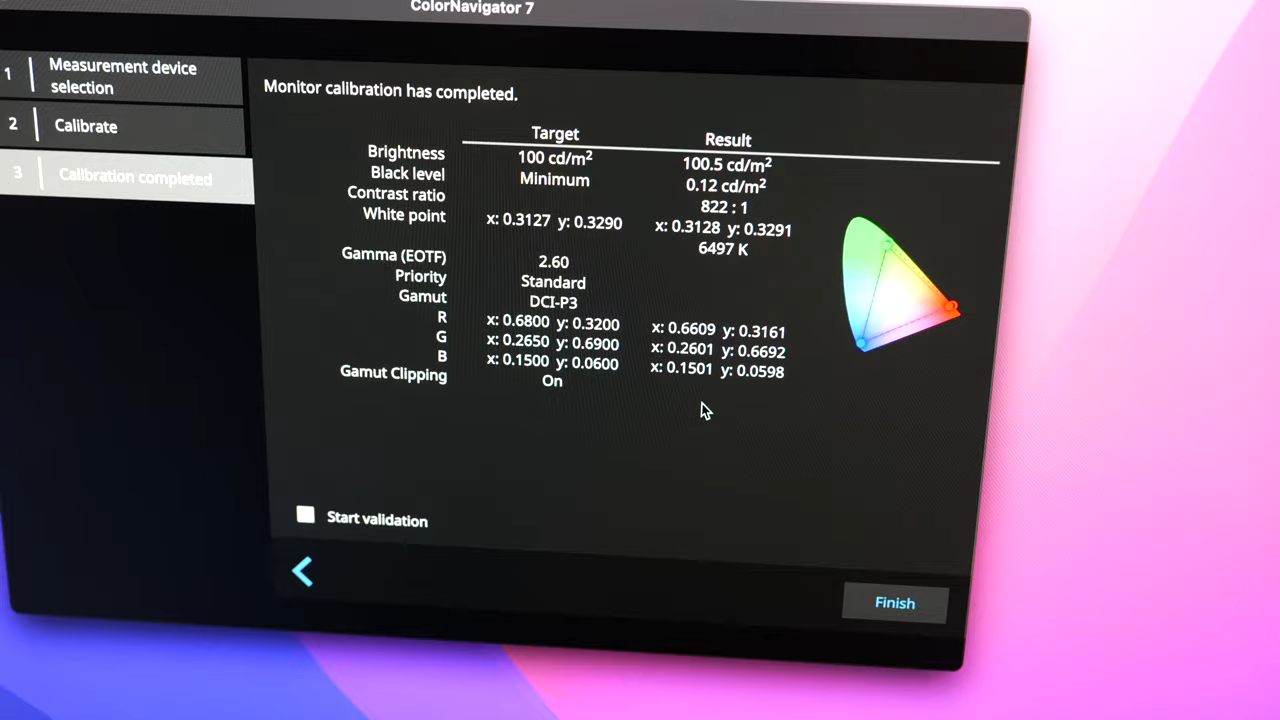 ColorNavigator 7
1 Measurement device
selection
2 Calibrate
3 Calibration completed
Monitor calibration has completed.
Target Result
Brightness 100 cd/m² 100.5 cd/m²
Black level Minimum 0.12 cd/m²
Contrast ratio 822 : 1
White point x: 0.3127 y: 0.3290 x: 0.3128 y: 0.3291
6497 K
Gamma (EOTF) 2.60
Priority Standard
Gamut DCI-P3
R x: 0.6800 y: 0.3200 x: 0.6609 y: 0.3161
G x: 0.2650 y: 0.6900 x: 0.2601 y: 0.6692
B x: 0.1500 y: 0.0600 x: 0.1501 y: 0.0598
Gamut Clipping On
Start validation
Finish